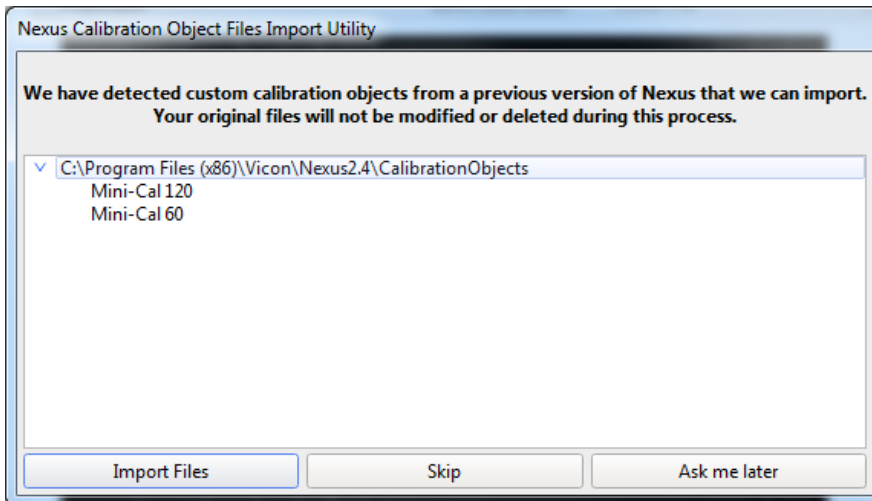 Nexus Calibration Object Files Import Utility
We have detected custom calibration objects from a previous version of Nexus that we can import.
Your original files will not be modified or deleted during this process.
C:\Program Files (x86)\Vicon\Nexus2.4\CalibrationObjects
Mini-Cal 120
Mini-Cal 60
Import Files
Skip
Ask me later